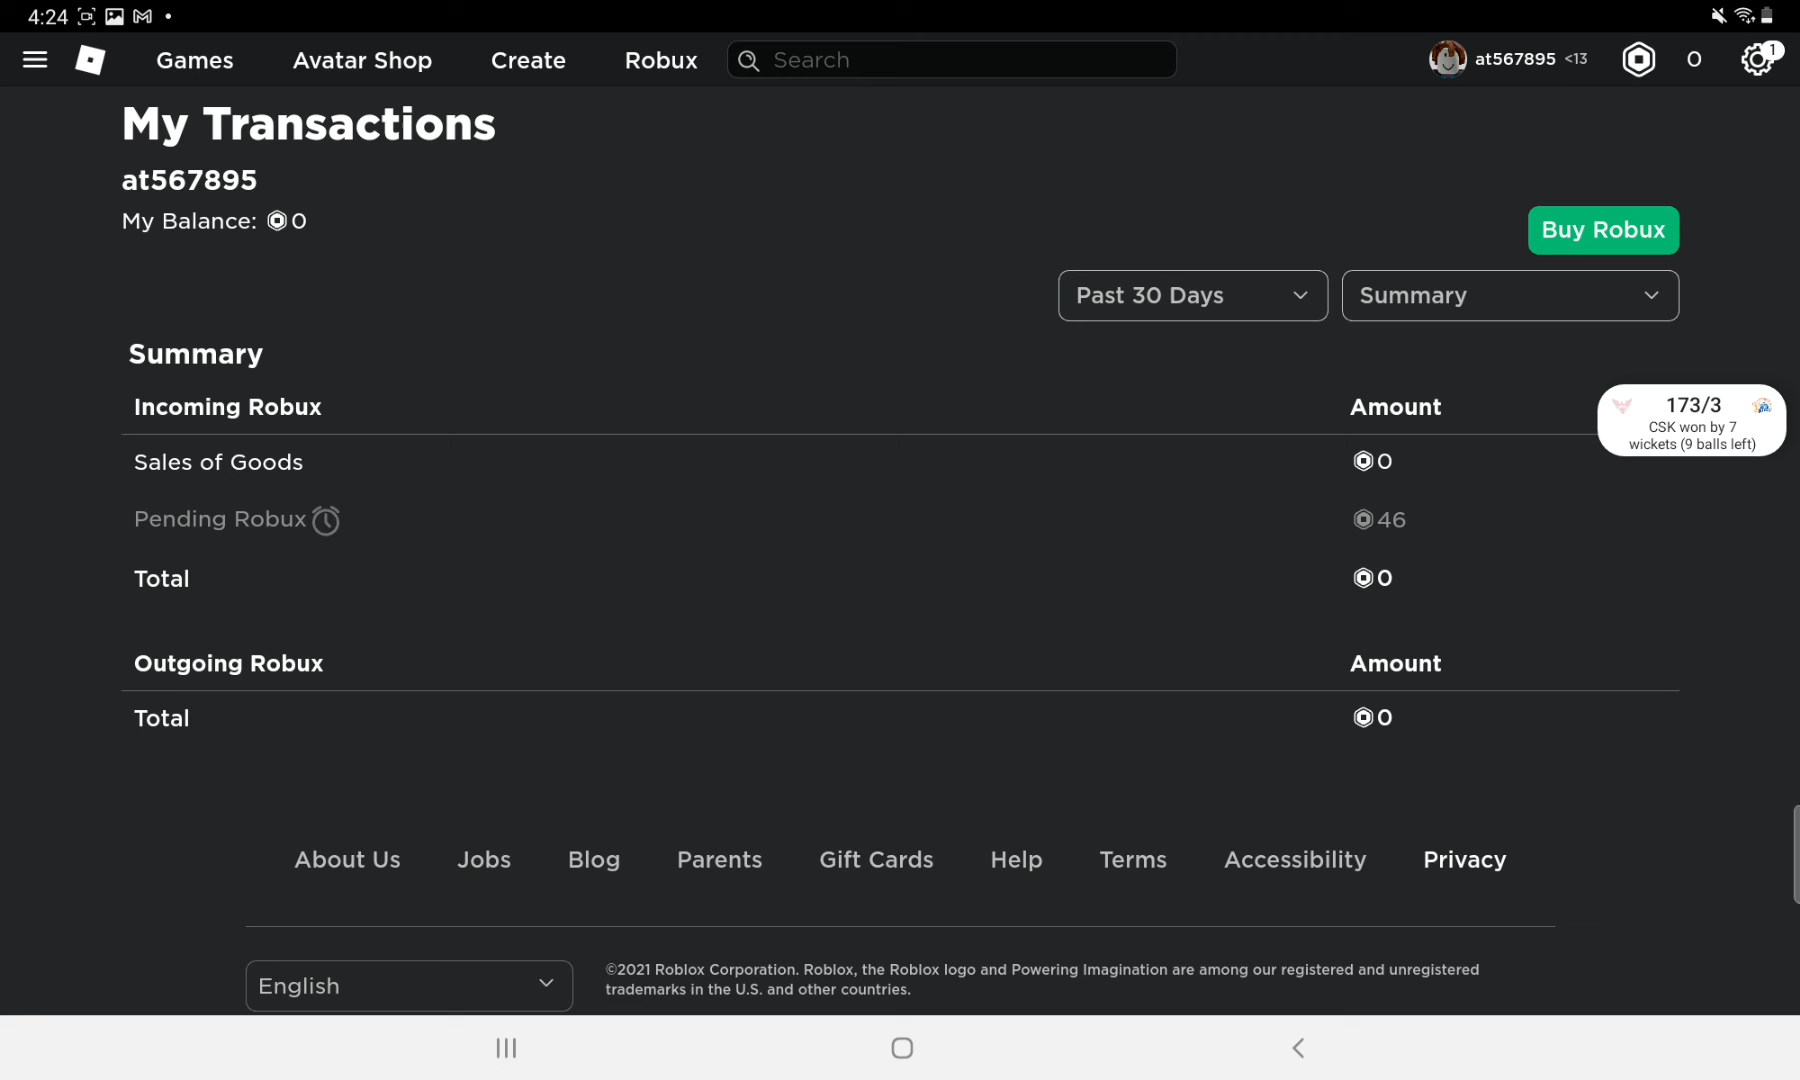 4:24
Games Avatar Shop Create Robux Search at567895 <13 0 1
My Transactions
at567895
My Balance: 0
Buy Robux
Past 30 Days Summary
Summary
Incoming Robux Amount
173/3
CSK won by 7
wickets (9 balls left)
Sales of Goods 0
Pending Robux 46
Total 0
Outgoing Robux Amount
Total 0
About Us Jobs Blog Parents Gift Cards Help Terms Accessibility Privacy
English
©2021 Roblox Corporation. Roblox, the Roblox logo and Powering Imagination are among our registered and unregistered
trademarks in the U.S. and other countries.